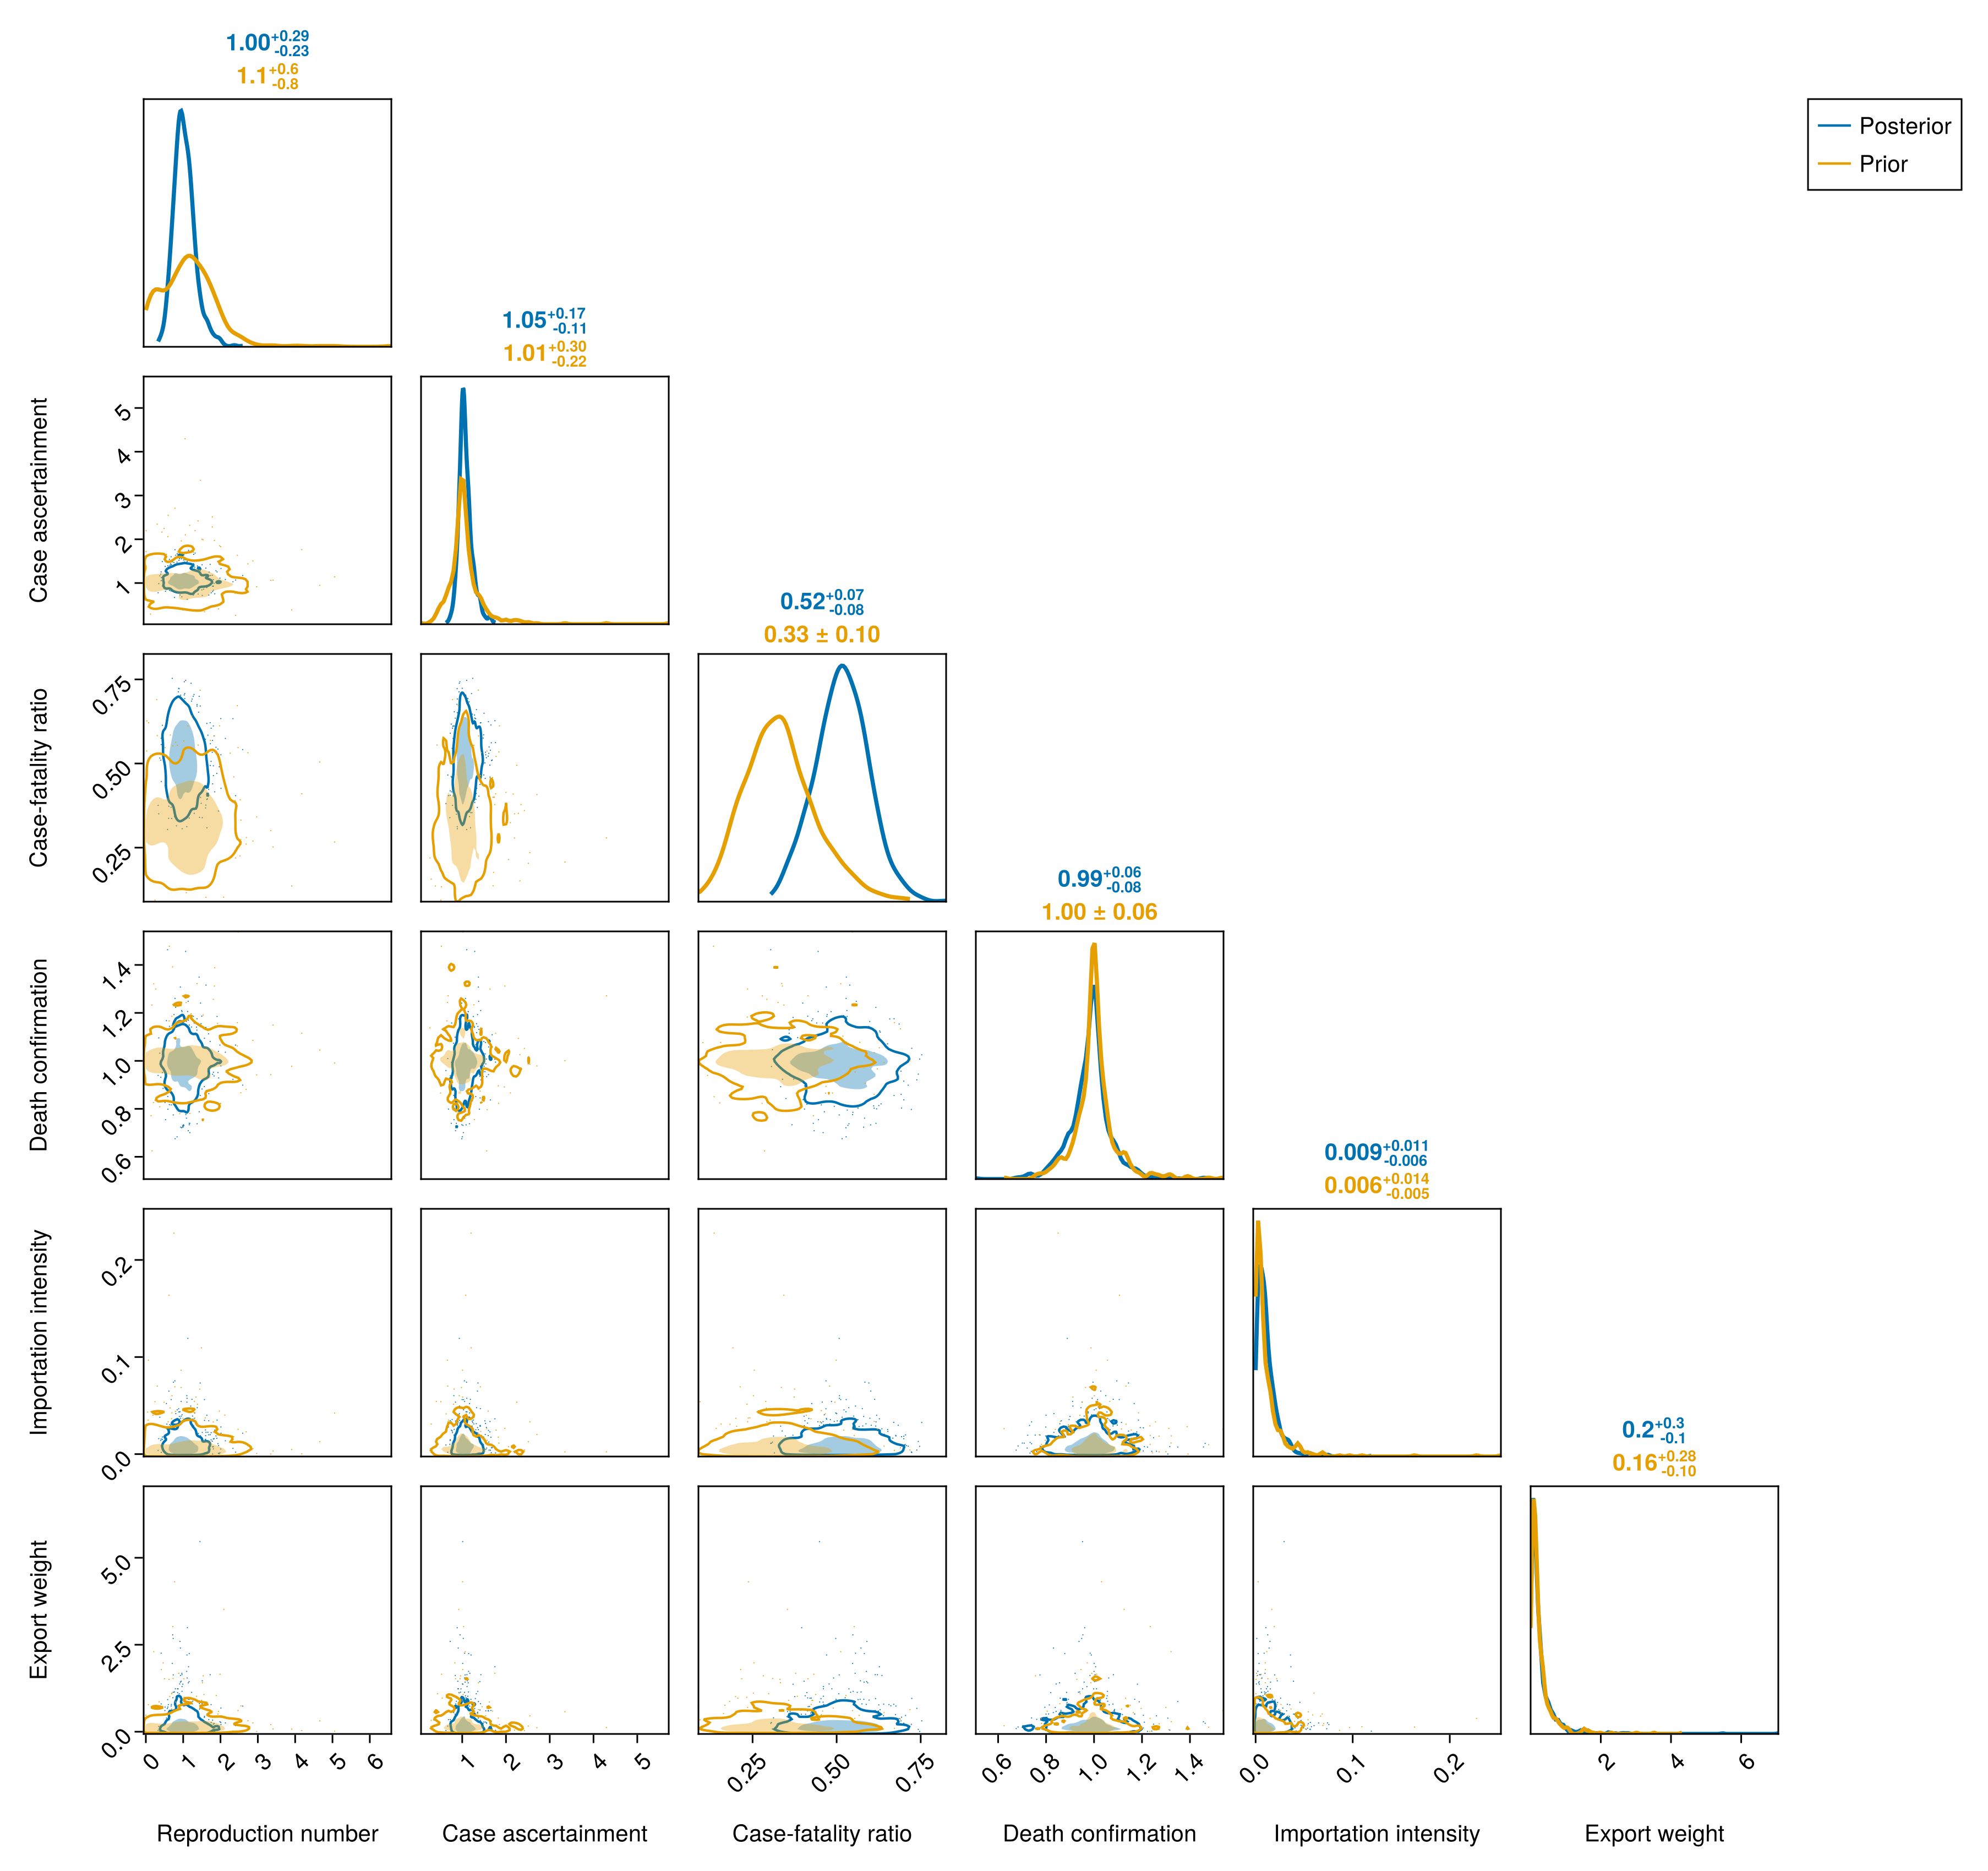 1.00+0.29-0.23
1.1+0.6-0.8
Posterior
Prior
1.05+0.17-0.11
1.01+0.30-0.22
Case ascertainment
5
4
3
2
1
0.52+0.07-0.08
0.33 ± 0.10
Case-fatality ratio
0.75
0.50
0.25
0.99+0.06-0.08
1.00 ± 0.06
Death confirmation
1.4
1.2
1.0
0.8
0.6
0.009+0.011-0.006
0.006+0.014-0.005
Importation intensity
0.2
0.1
0.0
0.2+0.3-0.1
0.16+0.28-0.10
Export weight
5.0
2.5
0.0
0 1 2 3 4 5 6
1 2 3 4 5
0.25 0.50 0.75
0.6 0.8 1.0 1.2 1.4
0.0 0.1 0.2
2 4 6
Reproduction number
Case ascertainment
Case-fatality ratio
Death confirmation
Importation intensity
Export weight